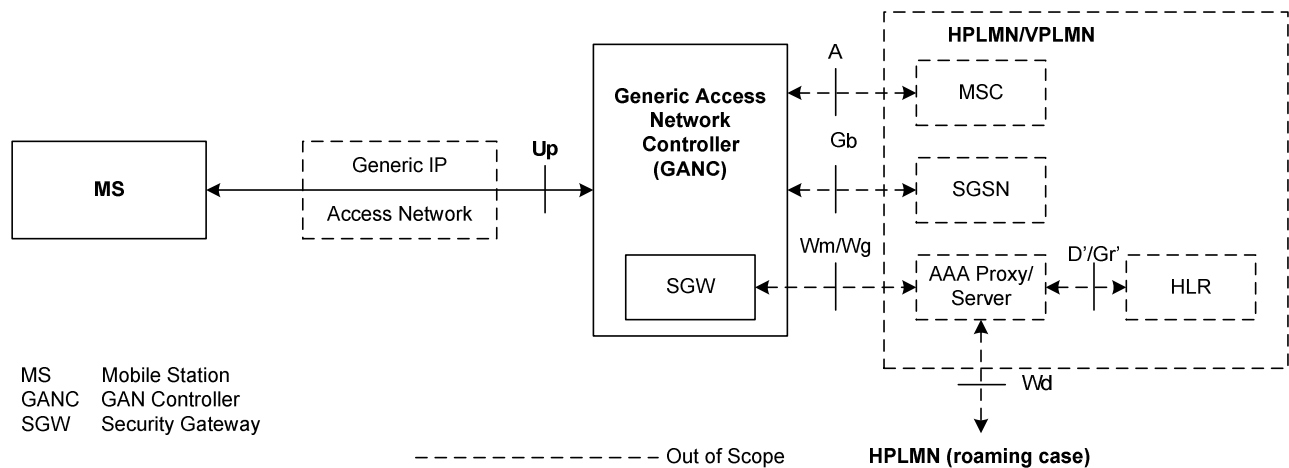 HPLMN/VPLMN
A
MSC
Generic Access
Network
Controller
(GANC)
Gb
Up
Generic IP
MS
SGSN
Access Network
Wm/Wg
D’/Gr’
SGW
AAA Proxy/
Server
HLR
MS Mobile Station
GANC GAN Controller
SGW Security Gateway
Wd
Out of Scope
HPLMN (roaming case)